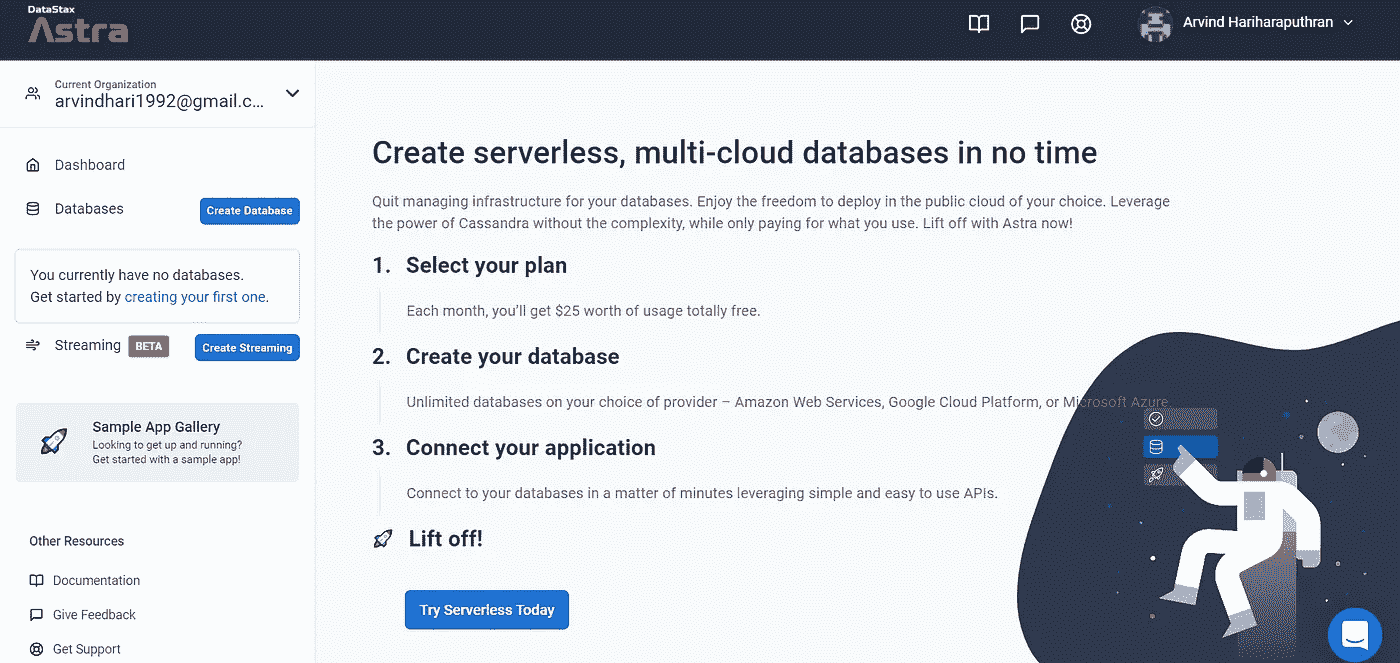 DataStax
Astra
Arvind Hariharaputhran
Current Organization
arvindhari1992@gmail.c...
Dashboard
Databases
Create Database
You currently have no databases.
Get started by creating your first one.
Streaming BETA
Create Streaming
Sample App Gallery
Looking to get up and running?
Get started with a sample app!
Other Resources
Documentation
Give Feedback
Get Support
Create serverless, multi-cloud databases in no time
Quit managing infrastructure for your databases. Enjoy the freedom to deploy in the public cloud of your choice. Leverage
the power of Cassandra without the complexity, while only paying for what you use. Lift off with Astra now!
1. Select your plan
Each month, you'll get $25 worth of usage totally free.
2. Create your database
Unlimited databases on your choice of provider – Amazon Web Services, Google Cloud Platform, or Microsoft Azure.
3. Connect your application
Connect to your databases in a matter of minutes leveraging simple and easy to use APIs.
Lift off!
Try Serverless Today